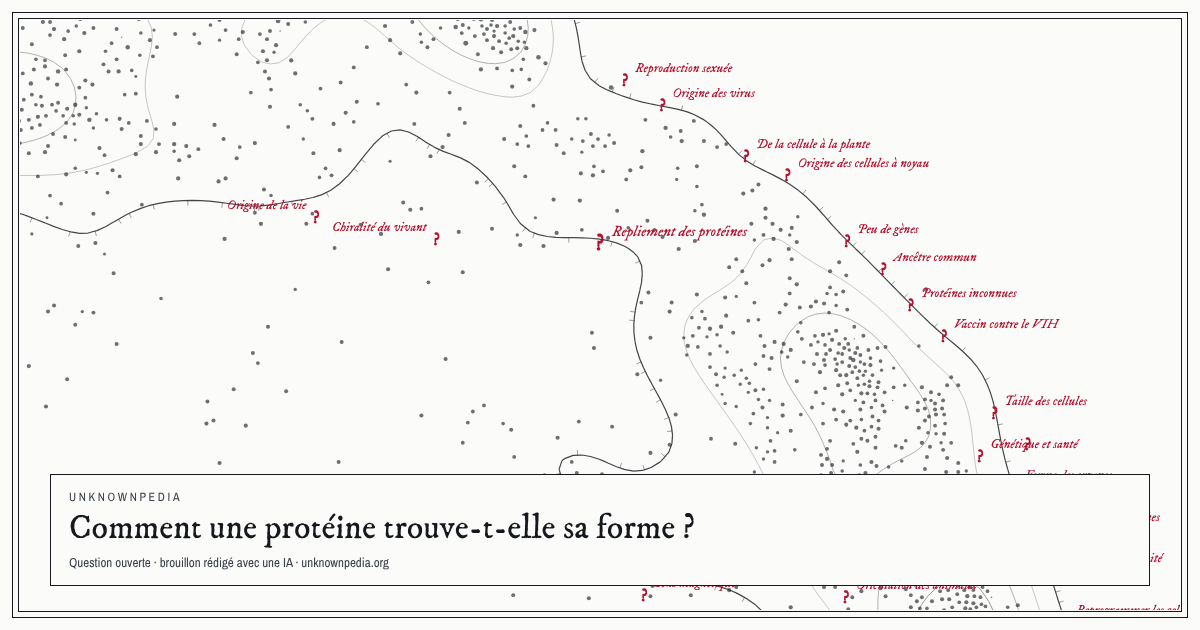 Reproduction sexuée
Origine des virus
De la cellule à la plante
Origine des cellules à noyau
Origine de la vie
Chiralité du vivant
Repliement des protéines
Peu de gènes
Ancêtre commun
Protéines inconnues
Vaccin contre le VIH
Taille des cellules
Génétique et santé
UNKNOWNPEDIA
Comment une protéine trouve-t-elle sa forme ?
Question ouverte · brouillon rédigé avec une IA · unknownpedia.org